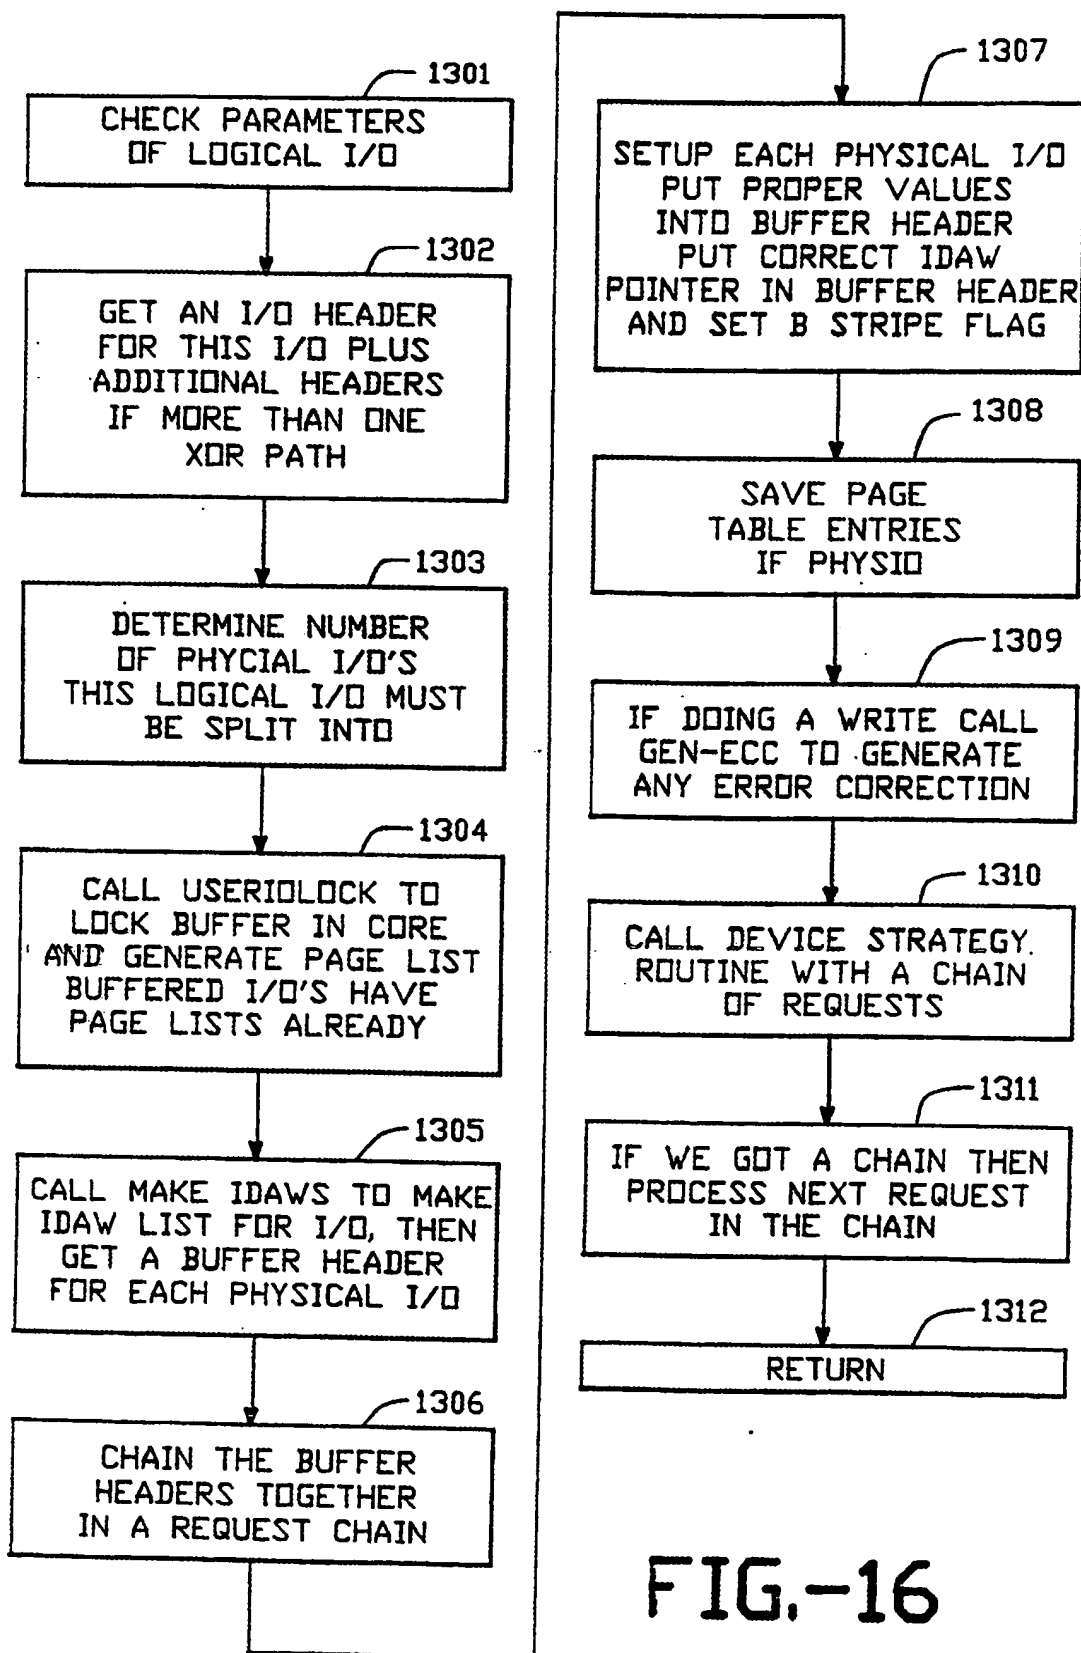 1301
CHECK PARAMETERS
OF LOGICAL I/O
1302
GET AN I/O HEADER
FOR THIS I/O PLUS
ADDITIONAL HEADERS
IF MORE THAN ONE
XOR PATH
1303
DETERMINE NUMBER
OF PHYCIAL I/O'S
THIS LOGICAL I/O MUST
BE SPLIT INTO
1304
CALL USERIOLOCK TO
LOCK BUFFER IN CORE
AND GENERATE PAGE LIST
BUFFERED I/O'S HAVE
PAGE LISTS ALREADY
1305
CALL MAKE IDAWS TO MAKE
IDAW LIST FOR I/O, THEN
GET A BUFFER HEADER
FOR EACH PHYSICAL I/O
1306
CHAIN THE BUFFER
HEADERS TOGETHER
IN A REQUEST CHAIN
1307
SETUP EACH PHYSICAL I/O
PUT PROPER VALUES
INTO BUFFER HEADER
PUT CORRECT IDAW
POINTER IN BUFFER HEADER
AND SET B STRIPE FLAG
1308
SAVE PAGE
TABLE ENTRIES
IF PHYSIO
1309
IF DOING A WRITE CALL
GEN-ECC TO GENERATE
ANY ERROR CORRECTION
1310
CALL DEVICE STRATEGY
ROUTINE WITH A CHAIN
OF REQUESTS
1311
IF WE GOT A CHAIN THEN
PROCESS NEXT REQUEST
IN THE CHAIN
1312
RETURN
FIG.-16